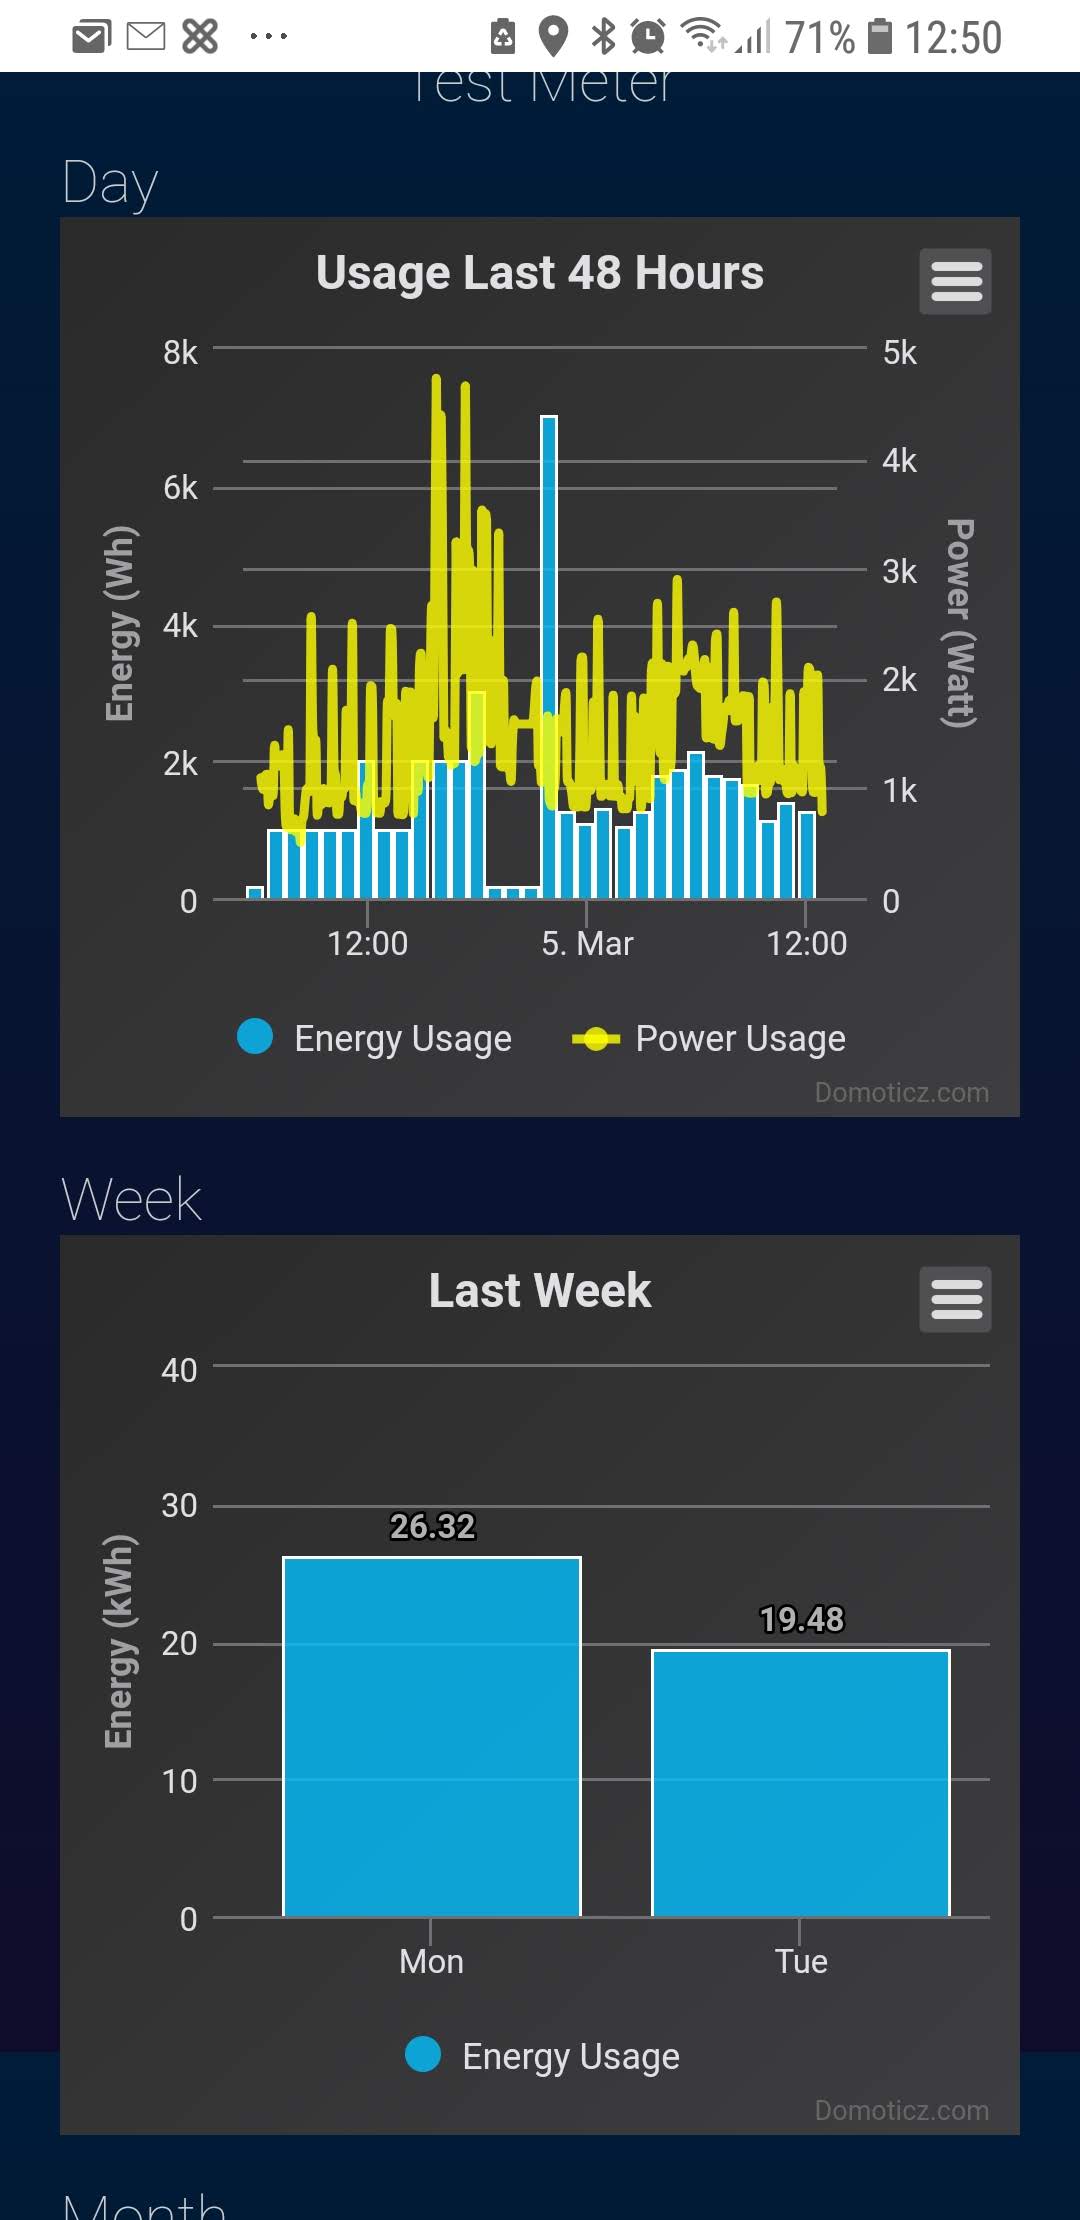 71% 12:50
Test Meter
Day
Usage Last 48 Hours
8k
6k
4k
2k
0
Energy (Wh)
5k
4k
3k
2k
1k
0
Power (Watt)
12:00 5. Mar 12:00
Energy Usage Power Usage
Domoticz.com
Week
Last Week
40
30
20
10
0
Energy (kWh)
26.32
19.48
Mon Tue
Energy Usage
Domoticz.com
Month